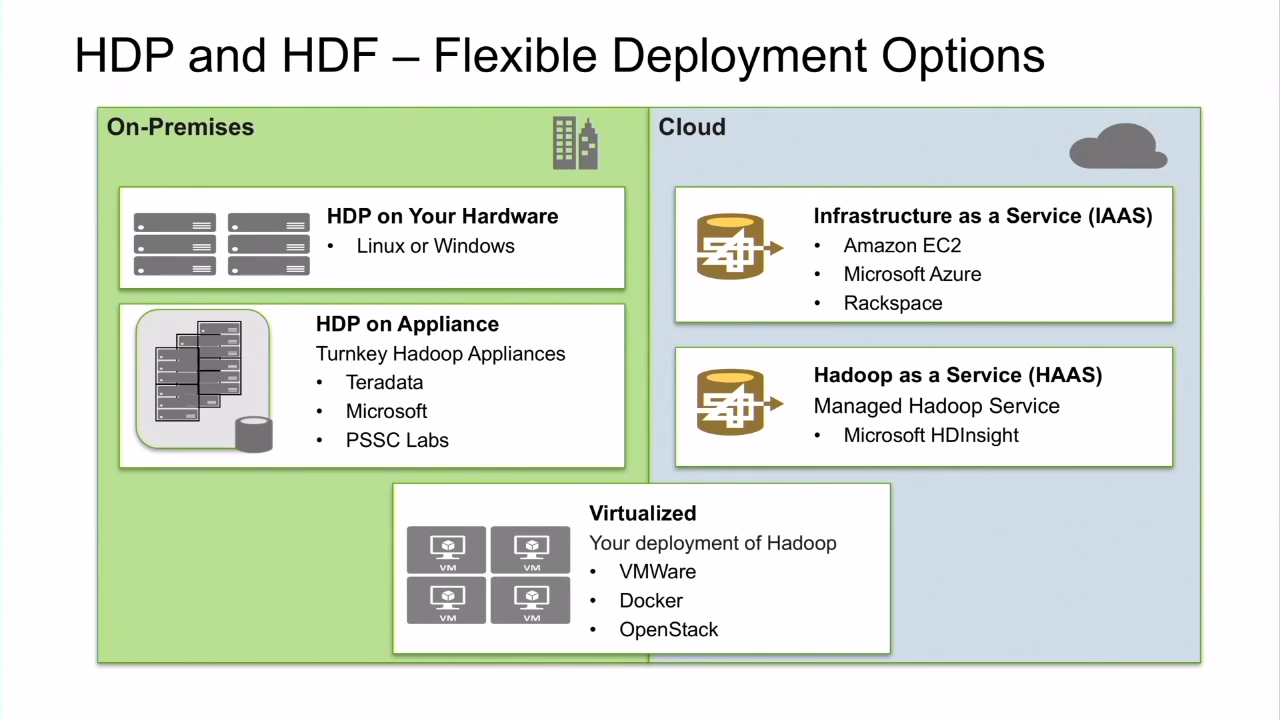 HDP and HDF – Flexible Deployment Options
On-Premises
HDP on Your Hardware
• Linux or Windows
HDP on Appliance
Turnkey Hadoop Appliances
• Teradata
• Microsoft
• PSSC Labs
Cloud
Infrastructure as a Service (IAAS)
• Amazon EC2
• Microsoft Azure
• Rackspace
Hadoop as a Service (HAAS)
Managed Hadoop Service
• Microsoft HDInsight
Virtualized
Your deployment of Hadoop
• VMWare
• Docker
• OpenStack
VM VM
VM VM